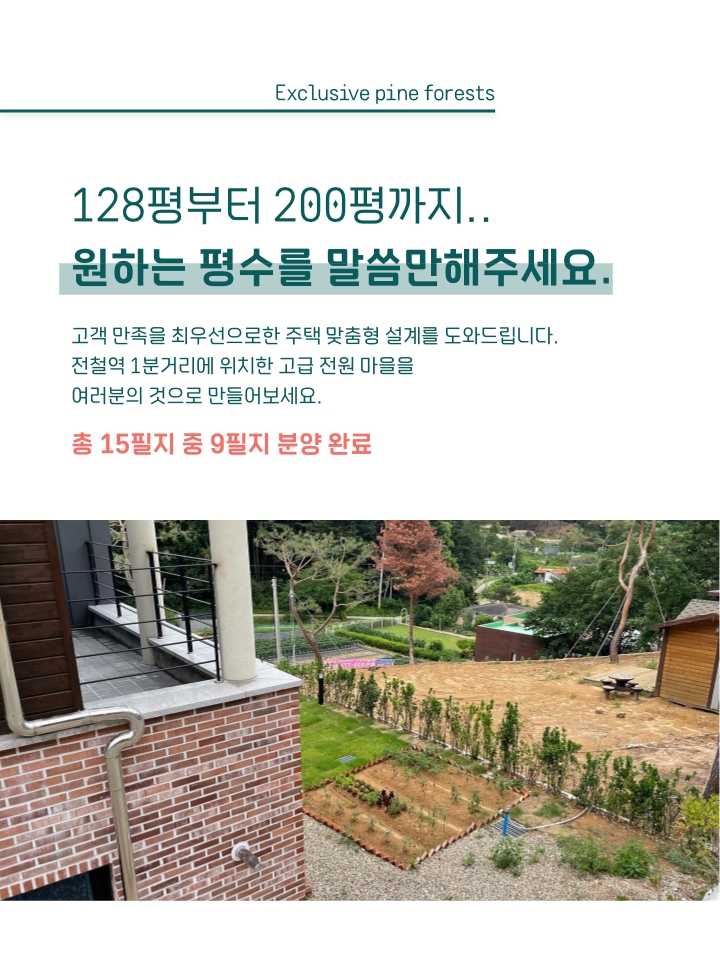 Exclusive pine forests
128평부터 200평까지..
원하는 평수를 말씀만해주세요.
고객 만족을 최우선으로한 주택 맞춤형 설계를 도와드립니다.
전철역 1분거리에 위치한 고급 전원 마을을
여러분의 것으로 만들어보세요.
총 15필지 중 9필지 분양 완료